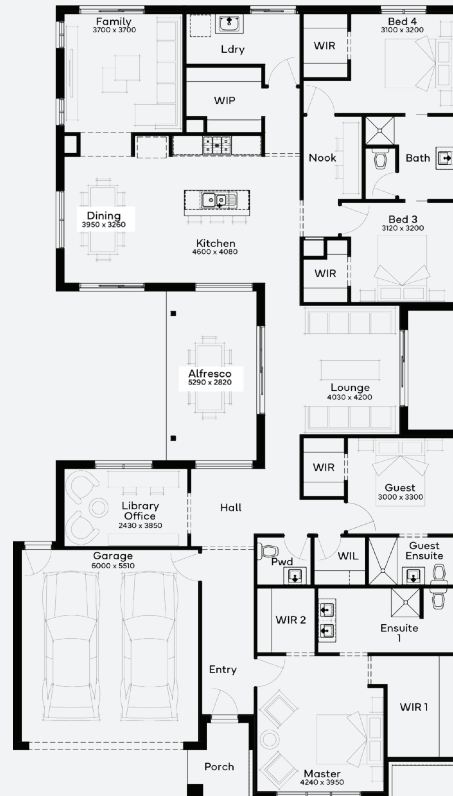 Family
3700 x 3700
Ldry
WIR
Bed 4
3100 x 3200
WIP
Nook
Bath
Dining
3950 x 3260
Kitchen
4600 x 4080
Bed 3
3120 x 3200
WIR
Alfresco
5290 x 2820
Lounge
4030 x 4200
WIR
Guest
3000 x 3300
Library
Office
2430 x 3850
Hall
Garage
6000 x 5510
Pwd
WIL
Guest
Ensuite
WIR 2
Ensuite
1
Entry
WIR 1
Porch
Master
4240 x 3950